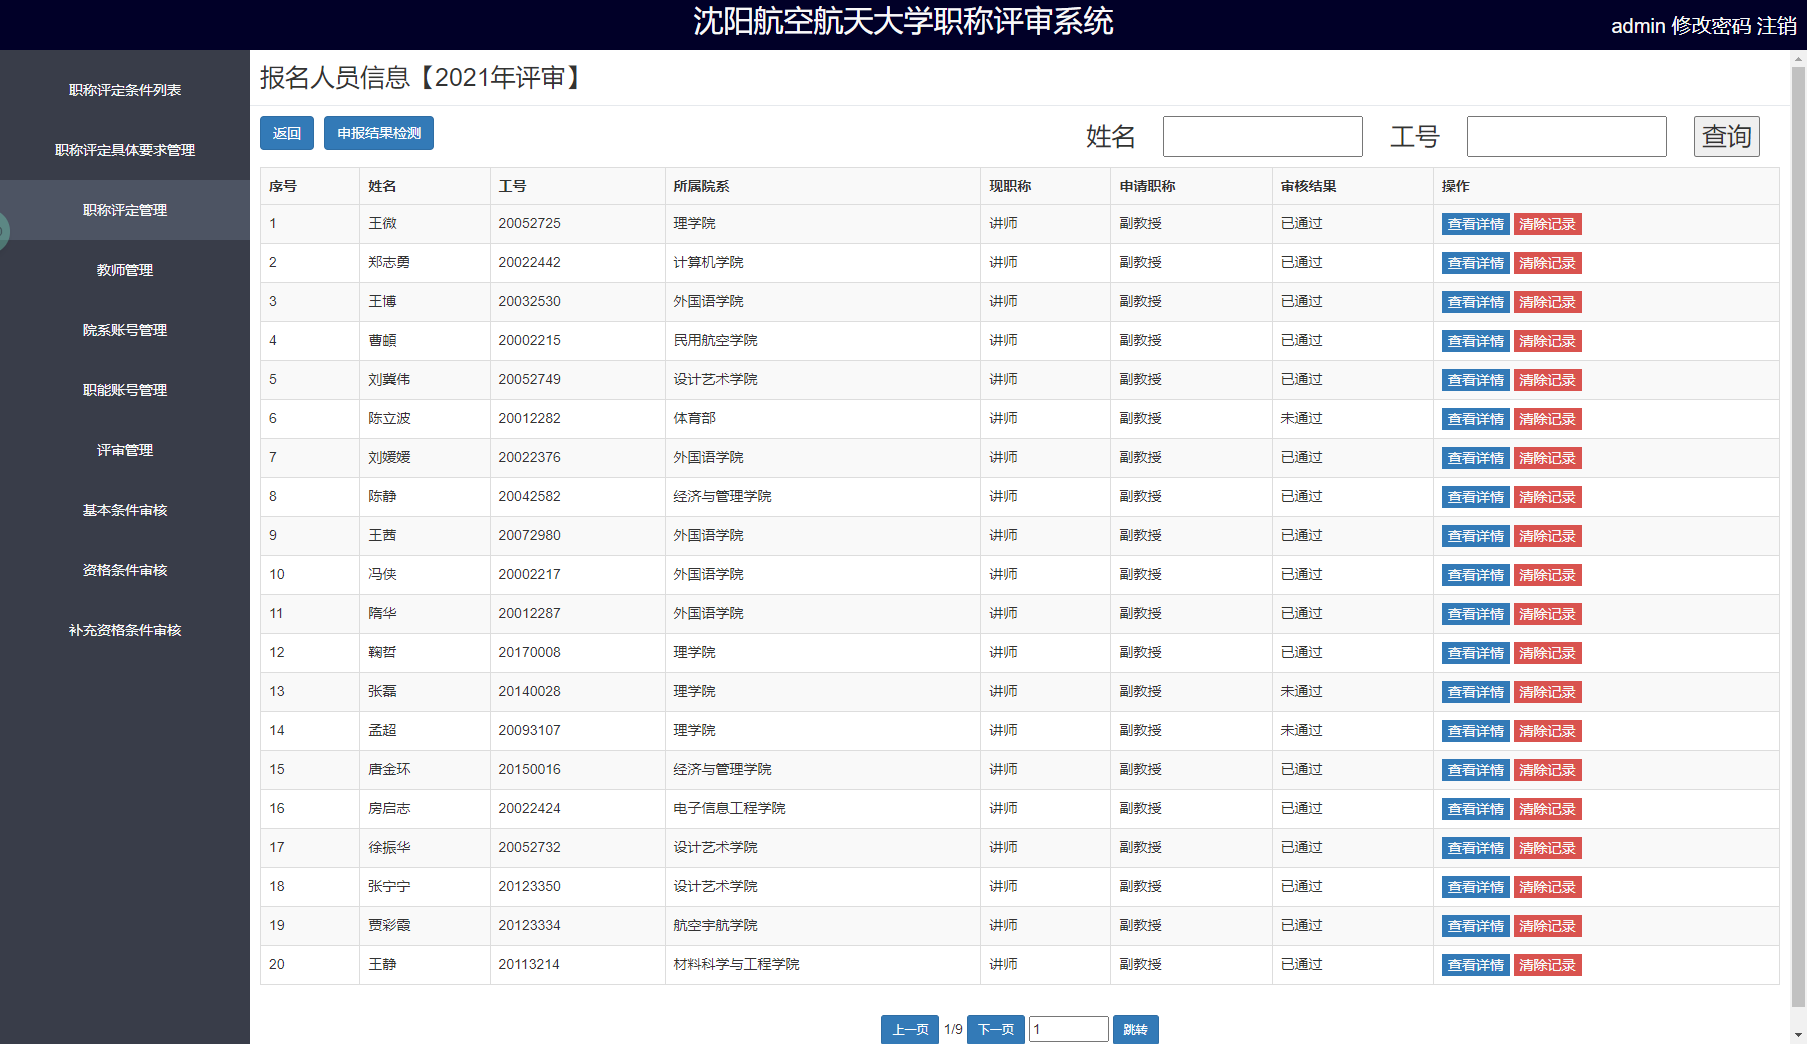 沈阳航空航天大学职称评审系统
admin 修改密码 注销
职称评定条件列表
职称评定具体要求管理
职称评定管理
教师管理
院系账号管理
职能账号管理
评审管理
基本条件审核
资格条件审核
补充资格条件审核
报名人员信息【2021年评审】
返回 申报结果检测 姓名 工号 查询
序号 姓名 工号 所属院系 现职称 申请职称 审核结果 操作
1 王微 20052725 理学院 讲师 副教授 已通过 查看详情 清除记录
2 郑志勇 20022442 计算机学院 讲师 副教授 已通过 查看详情 清除记录
3 王博 20032530 外国语学院 讲师 副教授 已通过 查看详情 清除记录
4 曹 20002215 民用航空学院 讲师 副教授 已通过 查看详情 清除记录
5 刘冀伟 20052749 设计艺术学院 讲师 副教授 已通过 查看详情 清除记录
6 陈立波 20012282 体育部 讲师 副教授 未通过 查看详情 清除记录
7 刘媛媛 20022376 外国语学院 讲师 副教授 已通过 查看详情 清除记录
8 陈静 20042582 经济与管理学院 讲师 副教授 已通过 查看详情 清除记录
9 王茜 20072980 外国语学院 讲师 副教授 已通过 查看详情 清除记录
10 冯侠 20002217 外国语学院 讲师 副教授 已通过 查看详情 清除记录
11 隋华 20012287 外国语学院 讲师 副教授 已通过 查看详情 清除记录
12 鞠哲 20170008 理学院 讲师 副教授 已通过 查看详情 清除记录
13 张磊 20140028 理学院 讲师 副教授 未通过 查看详情 清除记录
14 孟超 20093107 理学院 讲师 副教授 未通过 查看详情 清除记录
15 唐金环 20150016 经济与管理学院 讲师 副教授 已通过 查看详情 清除记录
16 房启志 20022424 电子信息工程学院 讲师 副教授 已通过 查看详情 清除记录
17 徐振华 20052732 设计艺术学院 讲师 副教授 已通过 查看详情 清除记录
18 张宁宁 20123350 设计艺术学院 讲师 副教授 已通过 查看详情 清除记录
19 贾彩霞 20123334 航空宇航学院 讲师 副教授 已通过 查看详情 清除记录
20 王静 20113214 材料科学与工程学院 讲师 副教授 已通过 查看详情 清除记录
上一页 1/9 下一页 1 跳转